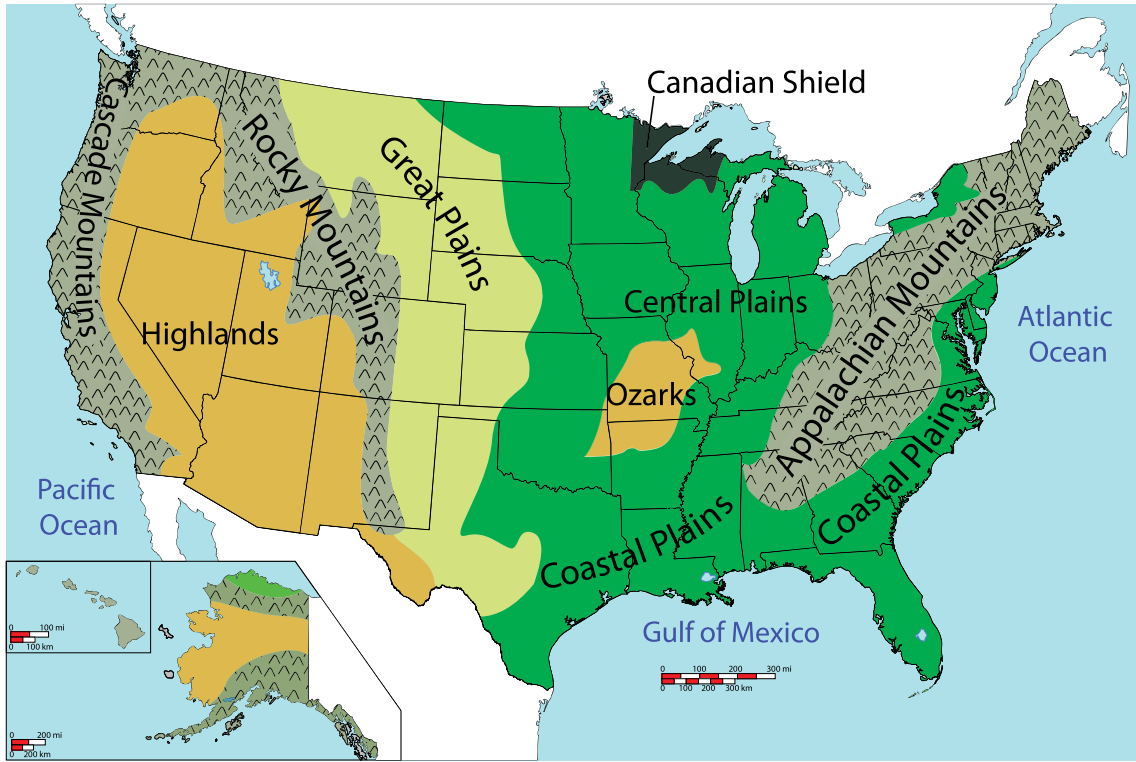 Canadian Shield
Cascade Mountains
Rocky Mountains
Great Plains
Highlands
Central Plains
Ozarks
Appalachian Mountains
Coastal Plains
Coastal Plains
Atlantic
Ocean
Pacific
Ocean
Gulf of Mexico
0 100 200 300 mi
0 100 200 300 km
0 100 mi
0 100 km
0 200 mi
0 200 km